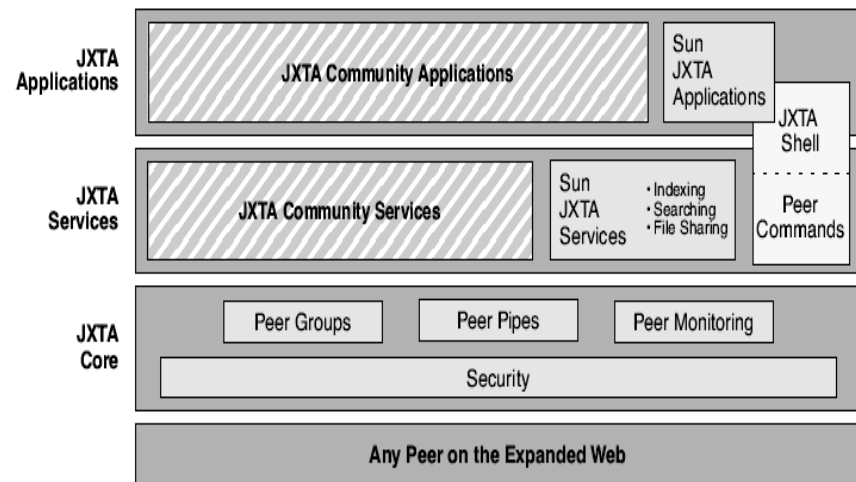 JXTA
Applications
JXTA Community Applications
Sun
JXTA
Applications
JXTA
Shell
Peer
Commands
JXTA
Services
JXTA Community Services
Sun
JXTA
Services
• Indexing
• Searching
• File Sharing
JXTA
Core
Peer Groups
Peer Pipes
Peer Monitoring
Security
Any Peer on the Expanded Web